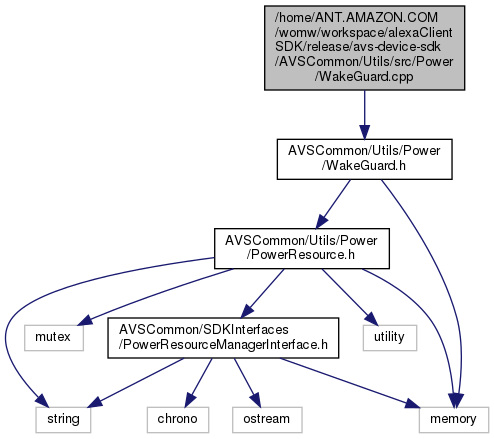 /home/ANT.AMAZON.COM
/womw/workspace/alexaClient
SDK/release/avs-device-sdk
/AVSCommon/Utils/src/Power
/WakeGuard.cpp
AVSCommon/Utils/Power
/WakeGuard.h
AVSCommon/Utils/Power
/PowerResource.h
mutex
AVSCommon/SDKInterfaces
/PowerResourceManagerInterface.h
utility
string
chrono
ostream
memory